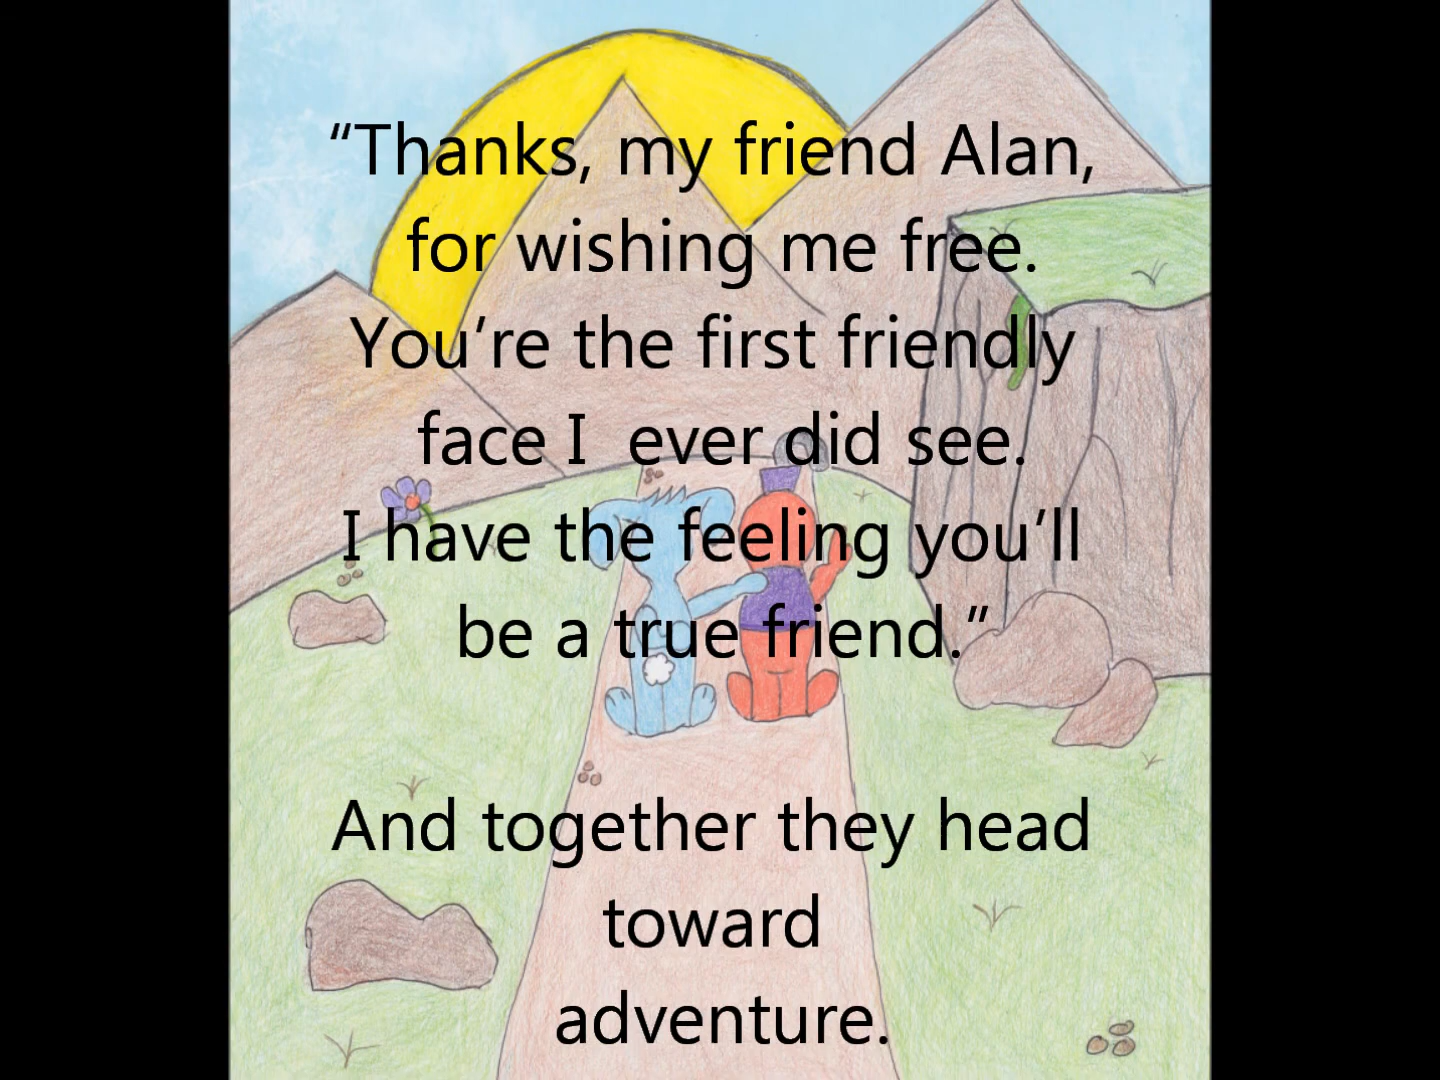 “Thanks, my friend Alan,
for wishing me free.
You’re the first friendly
face I  ever did see.
I have the feeling you’ll
be a true friend.”
And together they head
toward
adventure.